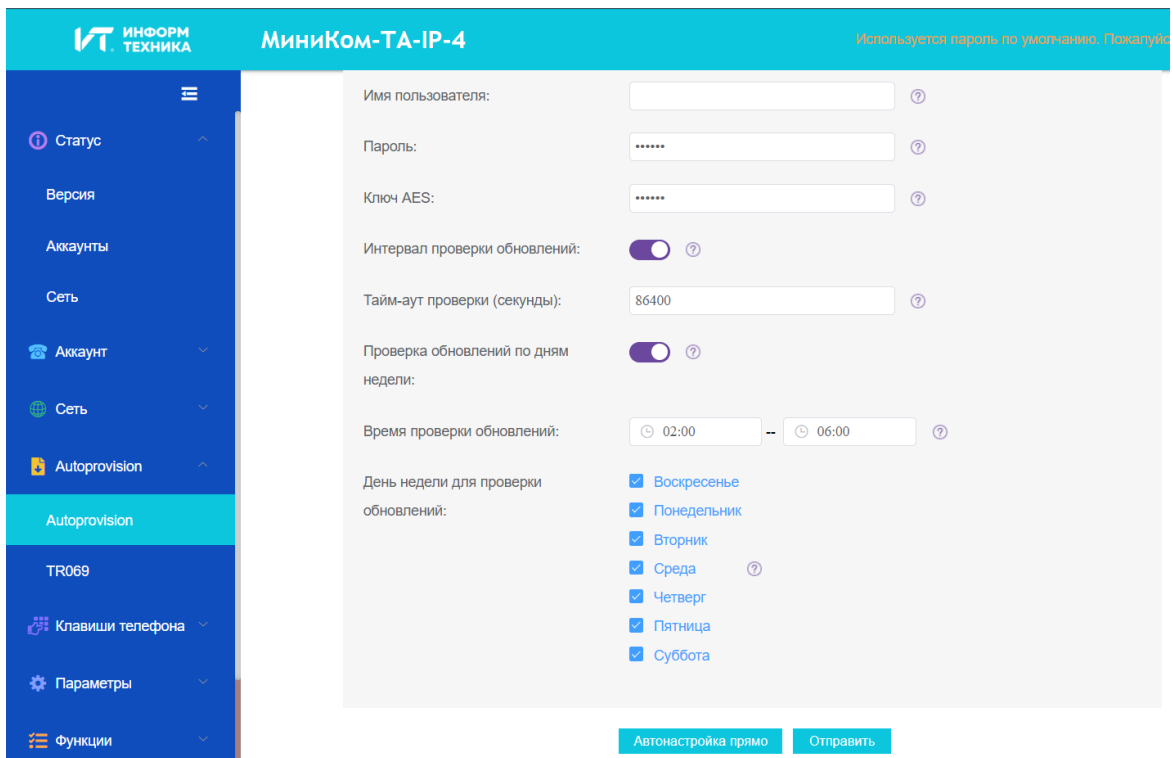 ИНФОРМ
ТЕХНИКА
МиниКом-TA-IP-4
Используется пароль по умолчанию.
Статус
Версия
Аккаунты
Сеть
Аккаунт
Сеть
Autoprovision
Autoprovision
TR069
Клавиши телефона
Параметры
Функции
Имя пользователя:
Пароль:
••••••
Ключ AES:
••••••
Интервал проверки обновлений:
Тайм-аут проверки (секунды):
86400
Проверка обновлений по дням
недели:
Время проверки обновлений:
02:00 -- 06:00
День недели для проверки
обновлений:
Воскресенье
Понедельник
Вторник
Среда
Четверг
Пятница
Суббота
Автонастройка прямо
Отправить